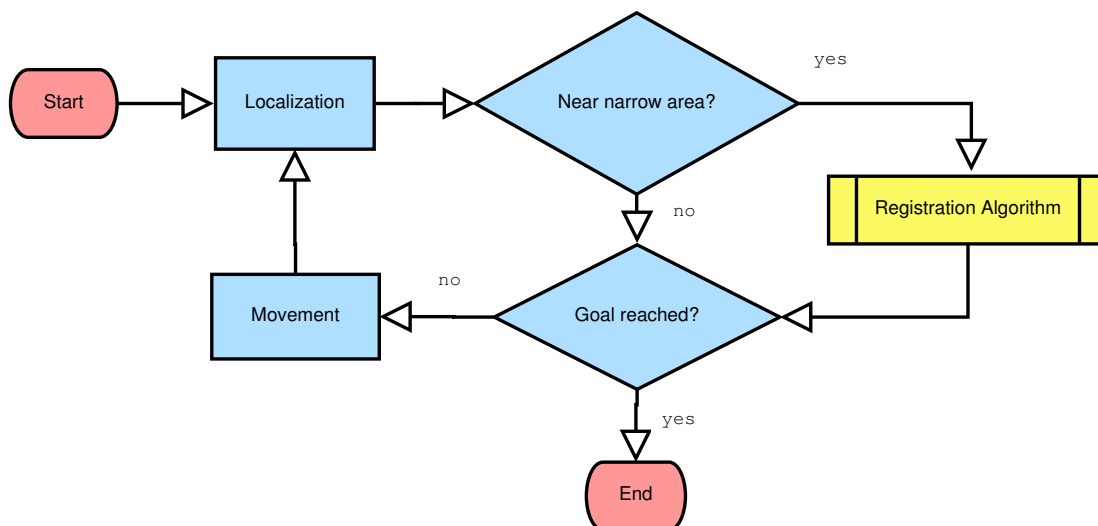 yes
Start
Localization
Near narrow area?
Registration Algorithm
no
no
Movement
Goal reached?
yes
End